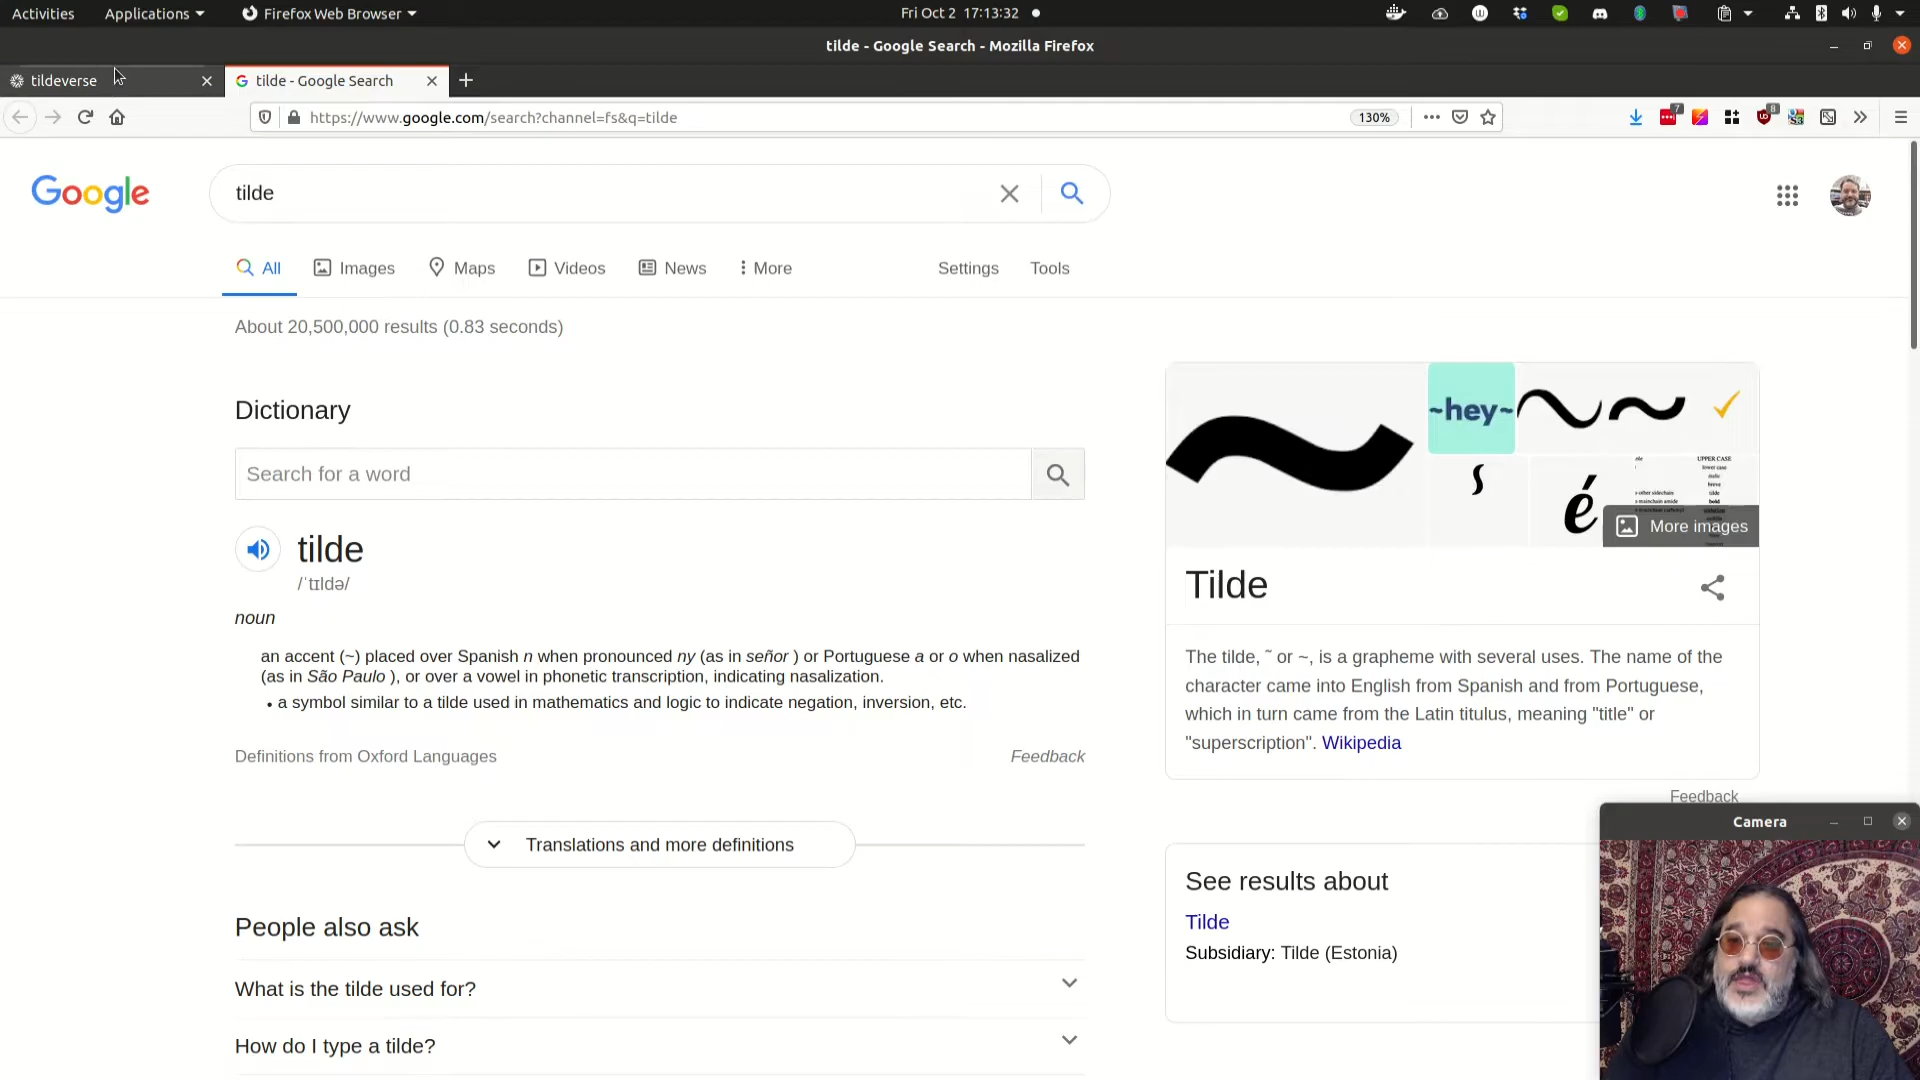 Activities
Applications
Firefox Web Browser
Fri Oct 2 17:13:32
tilde - Google Search - Mozilla Firefox
tildeverse
tilde - Google Search
https://www.google.com/search?channel=fs&q=tilde
130%
7
8
Google
tilde
All
Images
Maps
Videos
News
More
Settings
Tools
About 20,500,000 results (0.83 seconds)
Dictionary
Search for a word
tilde
/ˈtɪldə/
noun
an accent (~) placed over Spanish n when pronounced ny (as in señor ) or Portuguese a or o when nasalized
(as in São Paulo ), or over a vowel in phonetic transcription, indicating nasalization.
• a symbol similar to a tilde used in mathematics and logic to indicate negation, inversion, etc.
Definitions from Oxford Languages
Feedback
Translations and more definitions
People also ask
What is the tilde used for?
How do I type a tilde?
~hey~
é
UPPER CASE
lower case
tilde
bold
More images
Tilde
The tilde, ˜ or ~, is a grapheme with several uses. The name of the
character came into English from Spanish and from Portuguese,
which in turn came from the Latin titulus, meaning "title" or
"superscription". Wikipedia
Feedback
See results about
Tilde
Subsidiary: Tilde (Estonia)
Camera